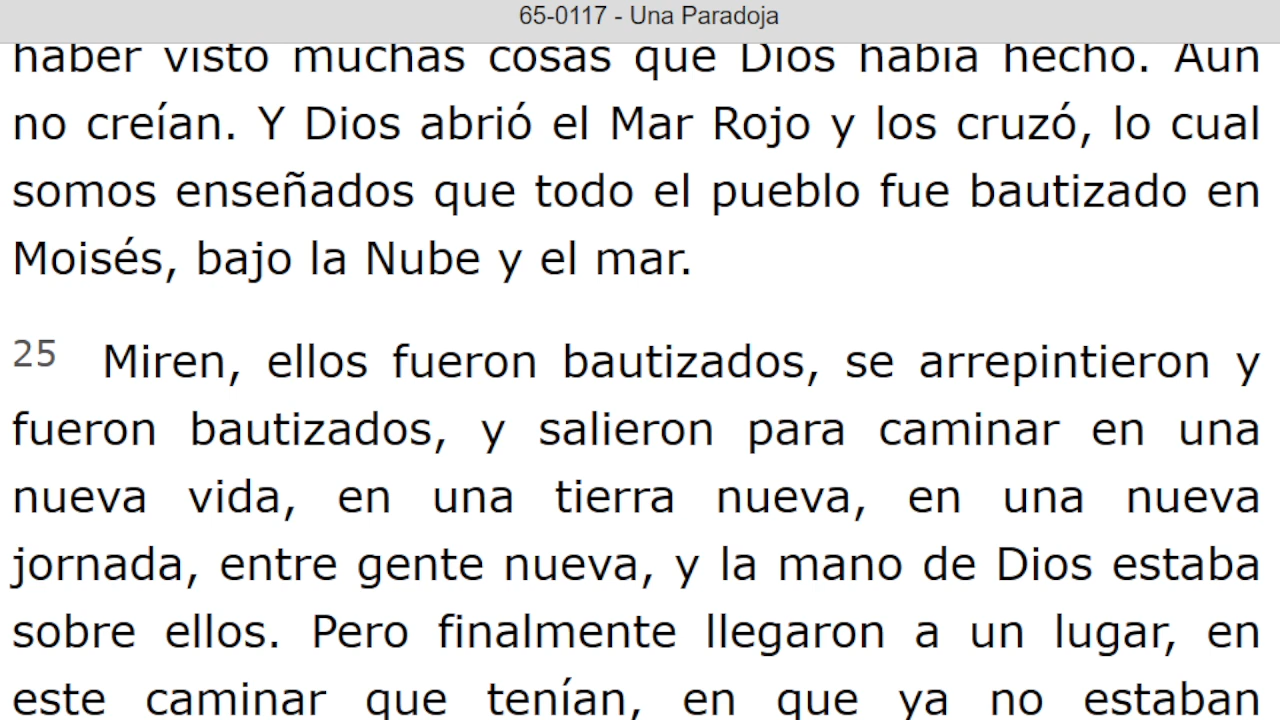 65-0117 - Una Paradoja
haber visto muchas cosas que Dios había hecho. Aún
no creían. Y Dios abrió el Mar Rojo y los cruzó, lo cual
somos enseñados que todo el pueblo fue bautizado en
Moisés, bajo la Nube y el mar.
25 Miren, ellos fueron bautizados, se arrepintieron y
fueron bautizados, y salieron para caminar en una
nueva vida, en una tierra nueva, en una nueva
jornada, entre gente nueva, y la mano de Dios estaba
sobre ellos. Pero finalmente llegaron a un lugar, en
este caminar que tenían, en que ya no estaban